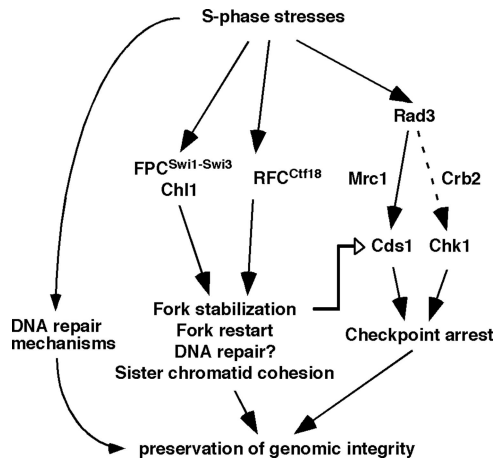 S-phase stresses
Rad3
FPC^Swi1-Swi3
Chl1
RFC^Ctf18
Mrc1
Crb2
Cds1
Chk1
Fork stabilization
Fork restart
DNA repair?
Sister chromatid cohesion
DNA repair
mechanisms
Checkpoint arrest
preservation of genomic integrity